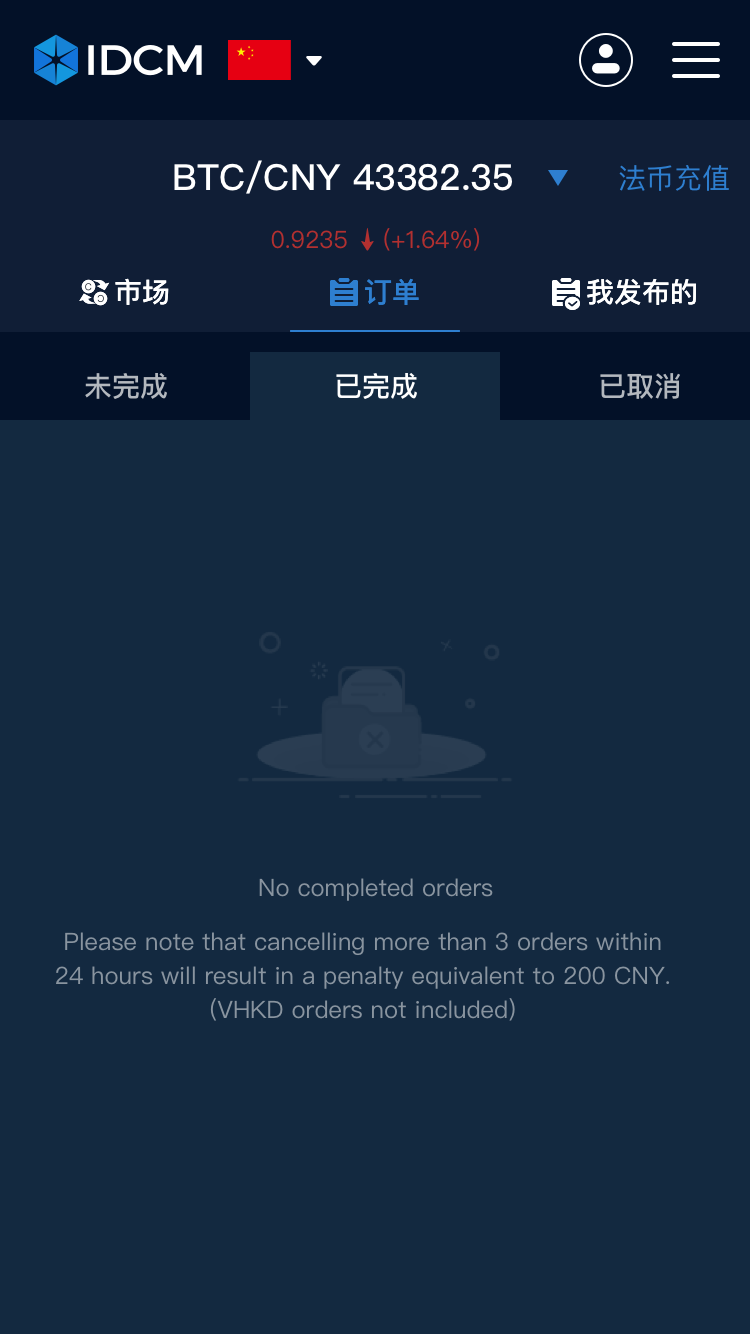 IDCM
BTC/CNY 43382.35
法币充值
0.9235 (+1.64%)
市场
订单
我发布的
未完成
已完成
已取消
No completed orders
Please note that cancelling more than 3 orders within
24 hours will result in a penalty equivalent to 200 CNY.
(VHKD orders not included)